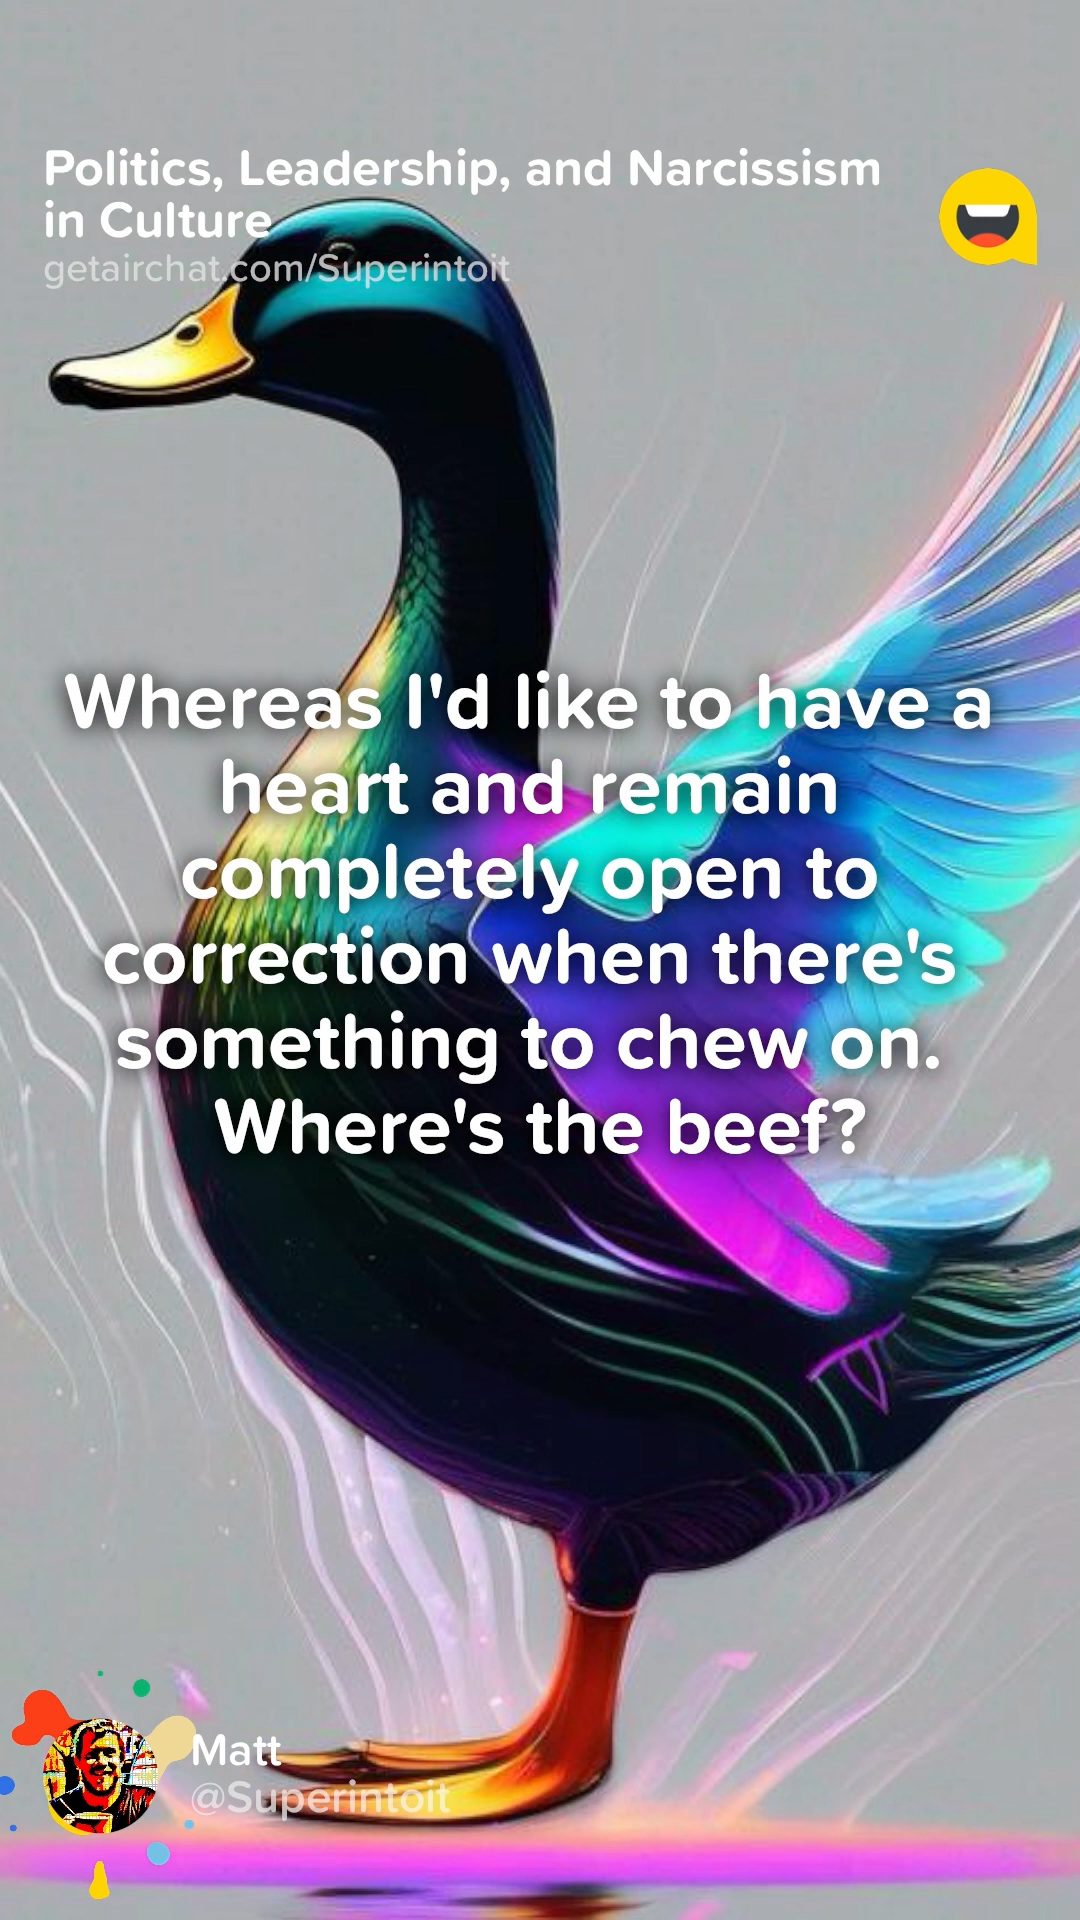 Politics, Leadership, and Narcissism
in Culture
getairchat.com/Superintoit
Whereas I'd like to have a
heart and remain
completely open to
correction when there's
something to chew on.
Where's the beef?
Matt
@Superintoit